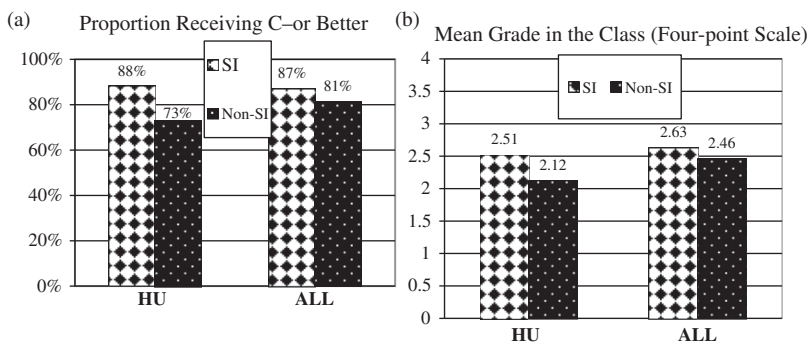 (a)
Proportion Receiving C–or Better
100%
80%
60%
40%
20%
0%
88%
73%
87%
81%
SI
Non-SI
HU
ALL
(b)
Mean Grade in the Class (Four-point Scale)
4
3.5
3
2.5
2
1.5
1
0.5
0
SI
Non-SI
2.51
2.12
2.63
2.46
HU
ALL